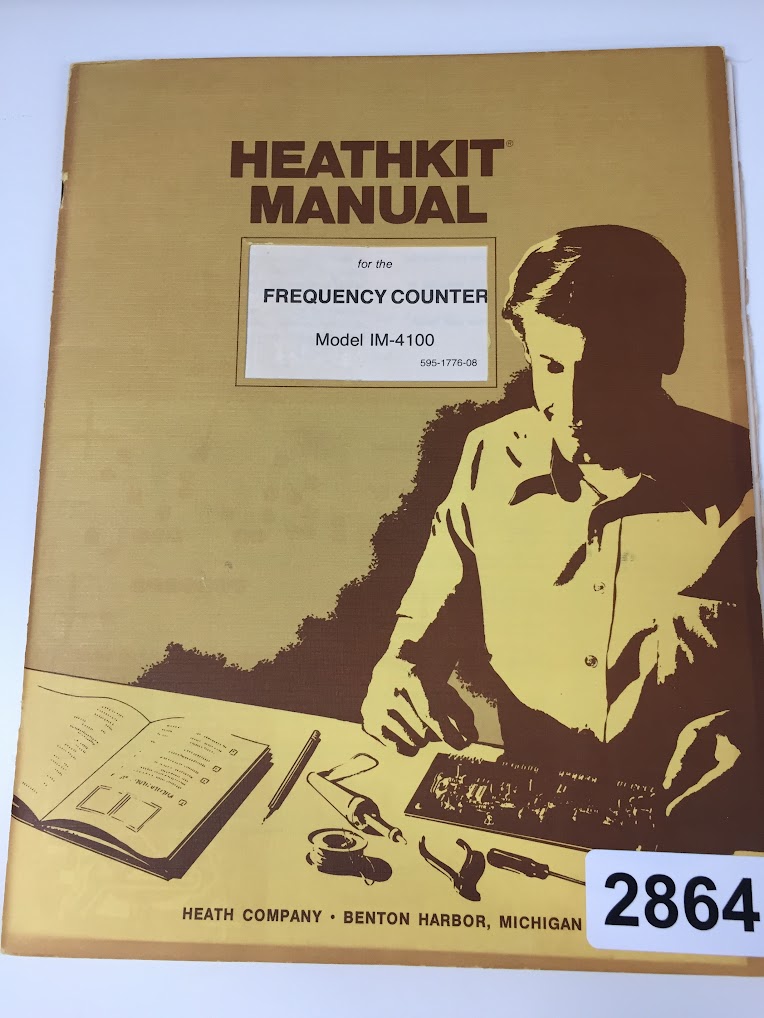 HEATHKIT®
MANUAL
for the
FREQUENCY COUNTER
Model IM-4100
595-1776-08
HEATH COMPANY • BENTON HARBOR, MICHIGAN
2864